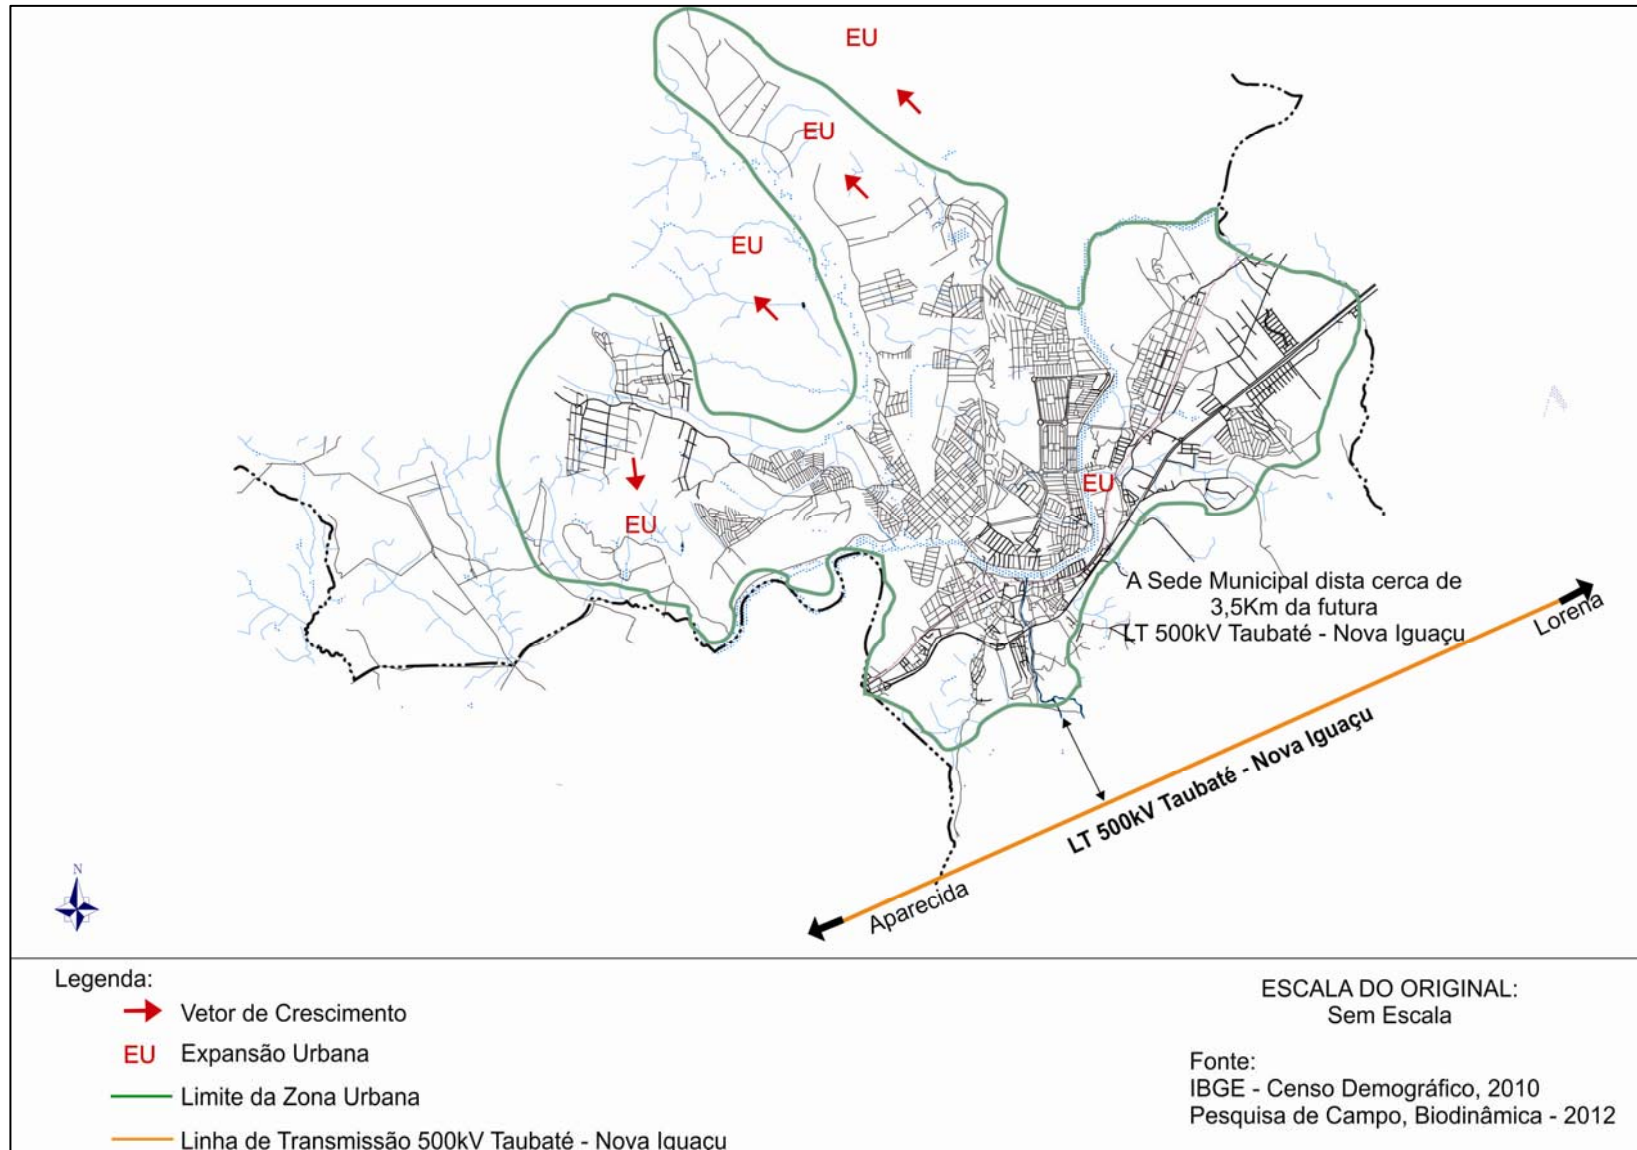 EU
EU
EU
EU
EU
A Sede Municipal dista cerca de
3,5Km da futura
LT 500kV Taubaté - Nova Iguaçu
Lorena
LT 500kV Taubaté - Nova Iguaçu
Aparecida
N
Legenda:
Vetor de Crescimento
EU Expansão Urbana
Limite da Zona Urbana
Linha de Transmissão 500kV Taubaté - Nova Iguaçu
ESCALA DO ORIGINAL:
Sem Escala
Fonte:
IBGE - Censo Demográfico, 2010
Pesquisa de Campo, Biodinâmica - 2012